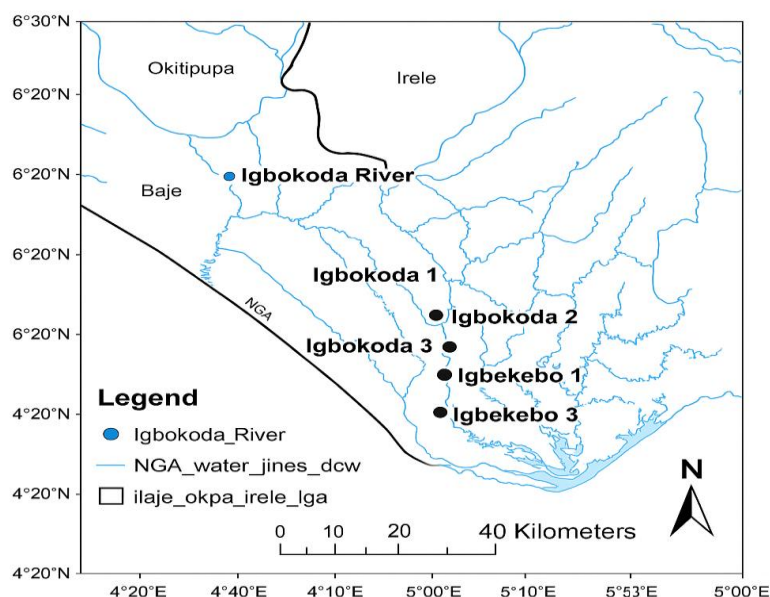 6°30'N
Okitipupa
Irele
6°20'N
6°20'N
Igbokoda River
Baje
6°20'N
Igbokoda 1
NGA
Igbokoda 2
6°20'N
Igbokoda 3
Igbekebo 1
Legend
4°20'N
Igbekebo 3
Igbokoda_River
NGA_water_jines_dcw
4°20'N
ilaje_okpa_irele_lga
N
0 10 20 40 Kilometers
4°20'N
4°20'E 4°40'E 4°10'E 5°00'E 5°10'E 5°53'E 5°00'E